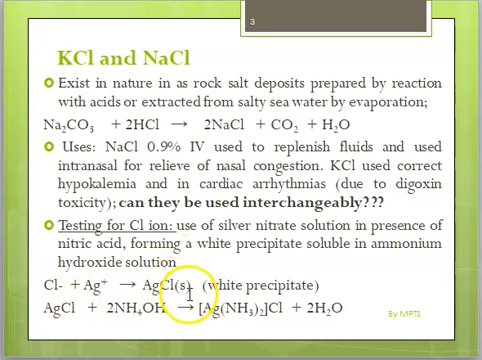 3
KCl and NaCl
Exist in nature in as rock salt deposits prepared by reaction
with acids or extracted from salty sea water by evaporation;
Na₂CO₃ + 2HCl → 2NaCl + CO₂ + H₂O
Uses: NaCl 0.9% IV used to replenish fluids and used
intranasal for relieve of nasal congestion. KCl used correct
hypokalemia and in cardiac arrhythmias (due to digoxin
toxicity); can they be used interchangeably???
Testing for Cl ion: use of silver nitrate solution in presence of
nitric acid, forming a white precipitate soluble in ammonium
hydroxide solution
Cl- + Ag⁺ → AgCl(s) (white precipitate)
AgCl + 2NH₄OH → [Ag(NH₃)₂]Cl + 2H₂O
By MPTS